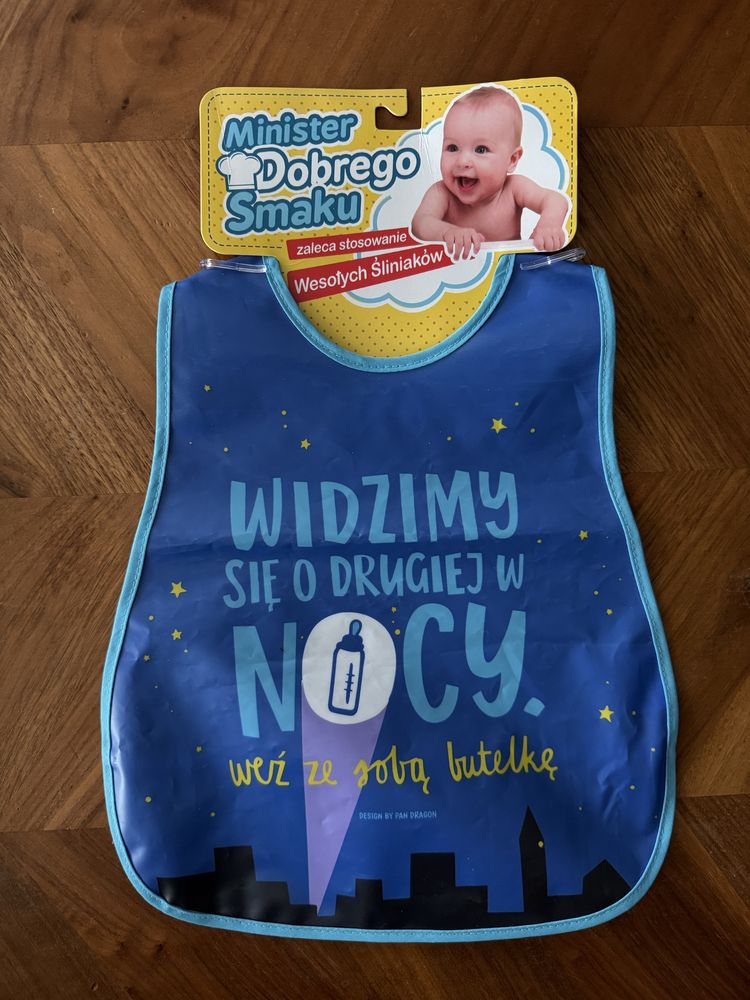 Minister
Dobrego
Smaku
zaleca stosowanie
Wesołych Śliniaków
WIDZIMY
SIĘ O DRUGIEJ W
NOCY.
weź ze sobą butelkę
DESIGN BY PAN DRAGON